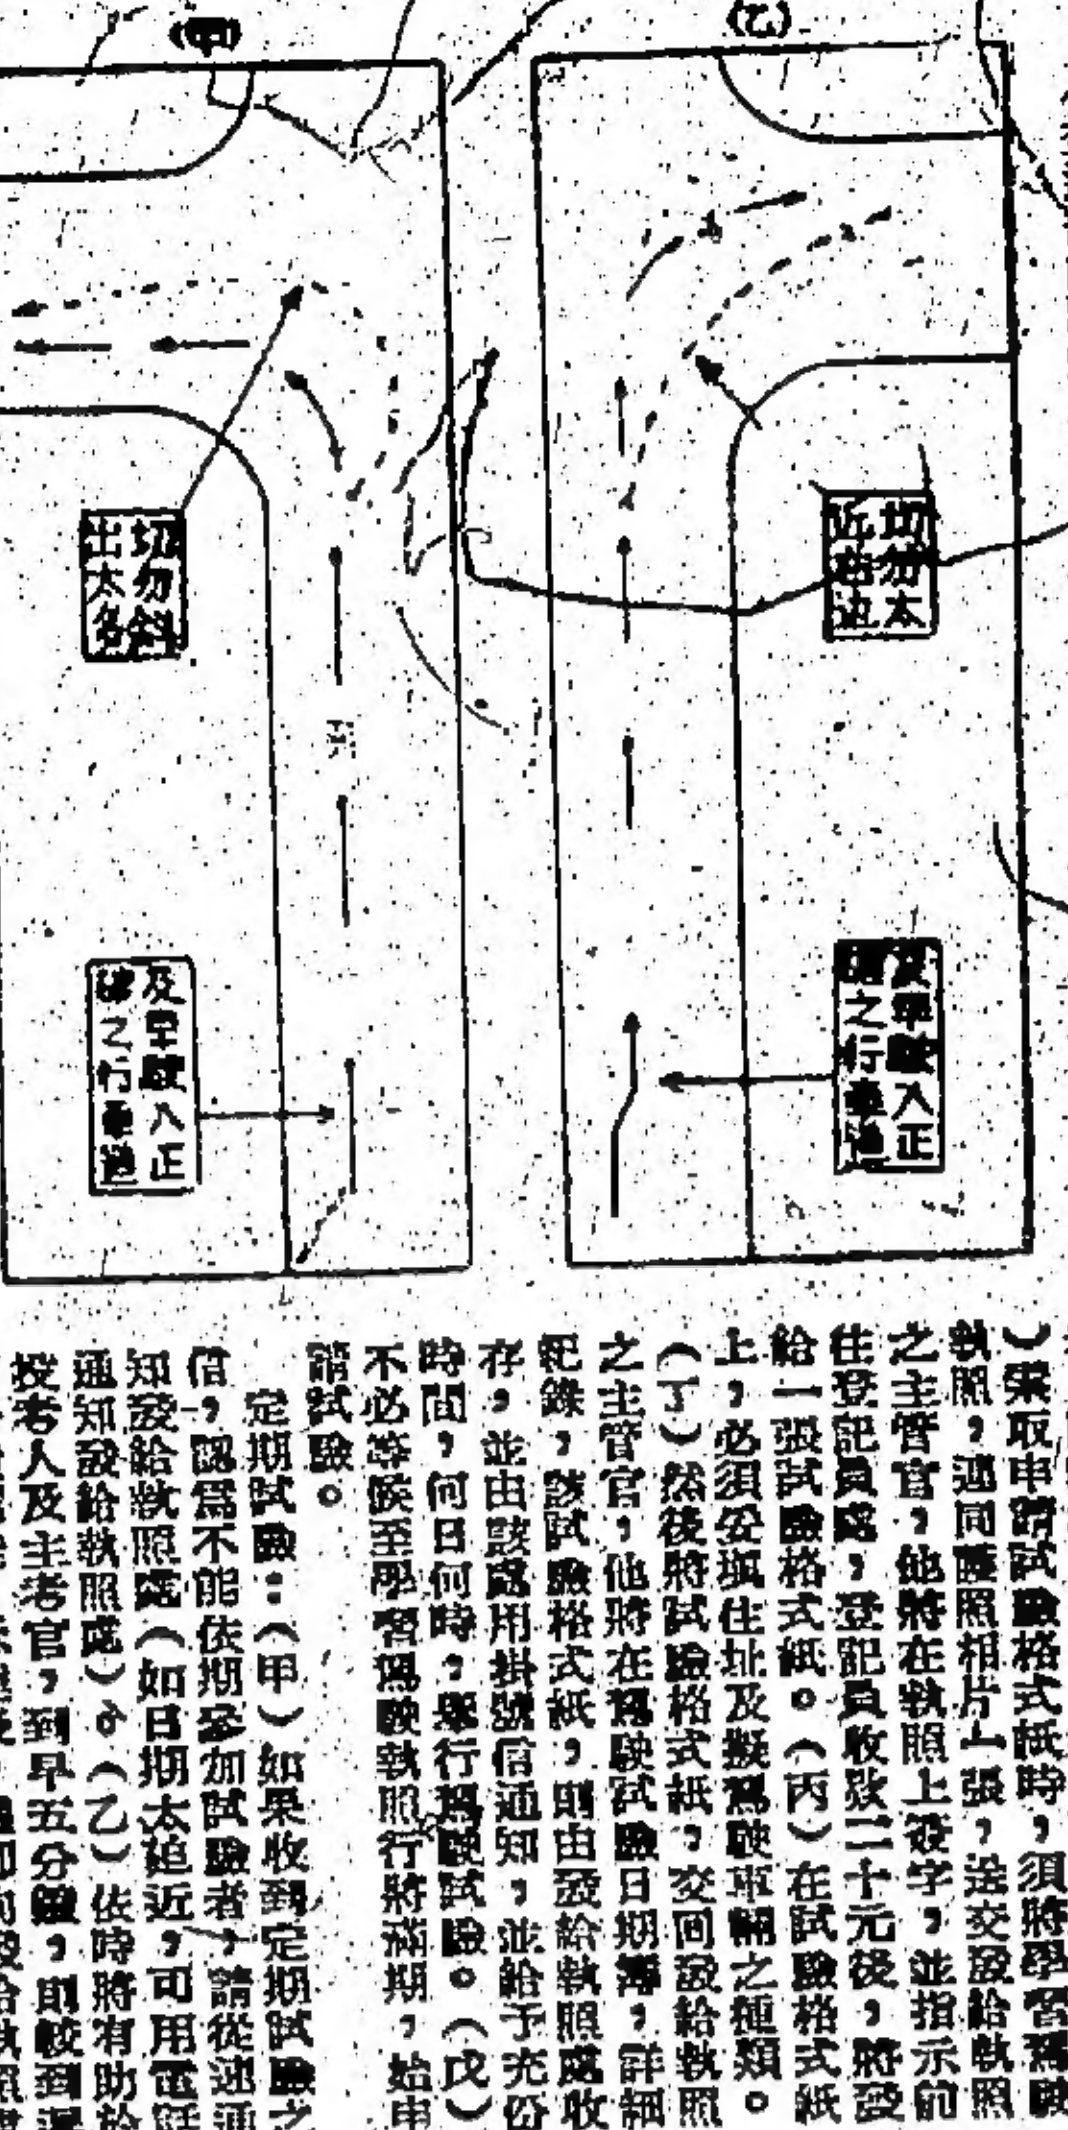 (乙)
切勿太
近路边
及早駛入正
確之行車道
(甲)
切勿斜
出太多
及早駛入正
確之行車道
)索取申請試驗格式紙時，須將學習駕駛
執照，連同護照相片一張，送交發給執照
之主管官，他將在執照上簽字，並指示前
往登記員處，登記員收欵二十元後，將發
給一張試驗格式紙。(丙)在試驗格式紙
上，必須妥塡住址及擬駕駛車輛之種類。
(丁)然後將試驗格式紙，交回發給執照
之主管官，他將在駕駛試驗日期簿，詳細
記錄，該試驗格式紙，則由發給執照處收
存，並由該處用掛號信通知，並給予充份
時間，何日何時，舉行駕駛試驗。(戊)
不必等候至學習駕駛執照行將滿期，始申
請試驗。
定期試驗：(甲)如果收到定期試驗之
信，認爲不能依期參加試驗者，請從速通
知發給執照處(如日期太迫近，可用電話
通知發給執照處)。(乙)依時將有助於
投考人及主考官，到早五分鐘，則較到遲